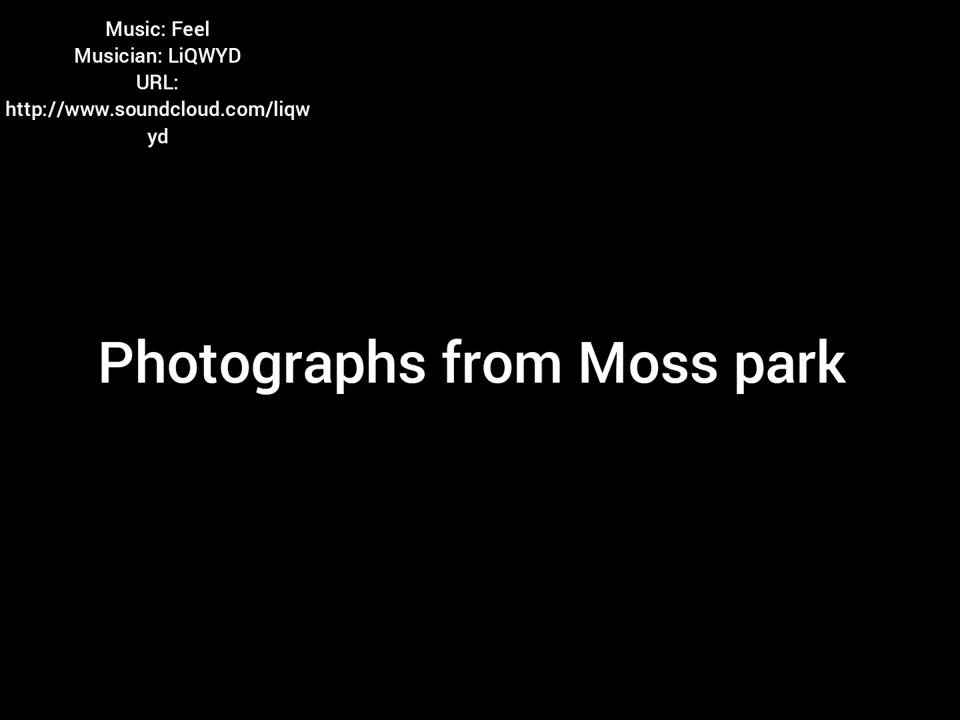 Music: Feel
Musician: LiQWYD
URL:
http://www.soundcloud.com/liqw
yd
Photographs from Moss park